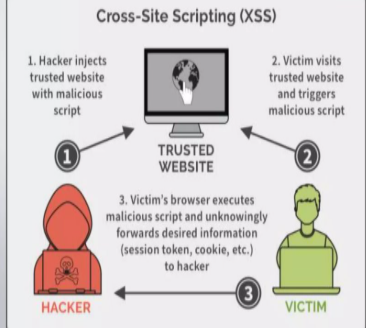 Cross-Site Scripting (XSS)
1. Hacker injects
trusted website
with malicious
script
2. Victim visits
trusted website
and triggers
malicious script
1
TRUSTED
WEBSITE
2
3. Victim's browser executes
malicious script and unknowingly
forwards desired information
(session token, cookie, etc.)
to hacker
HACKER
3
VICTIM